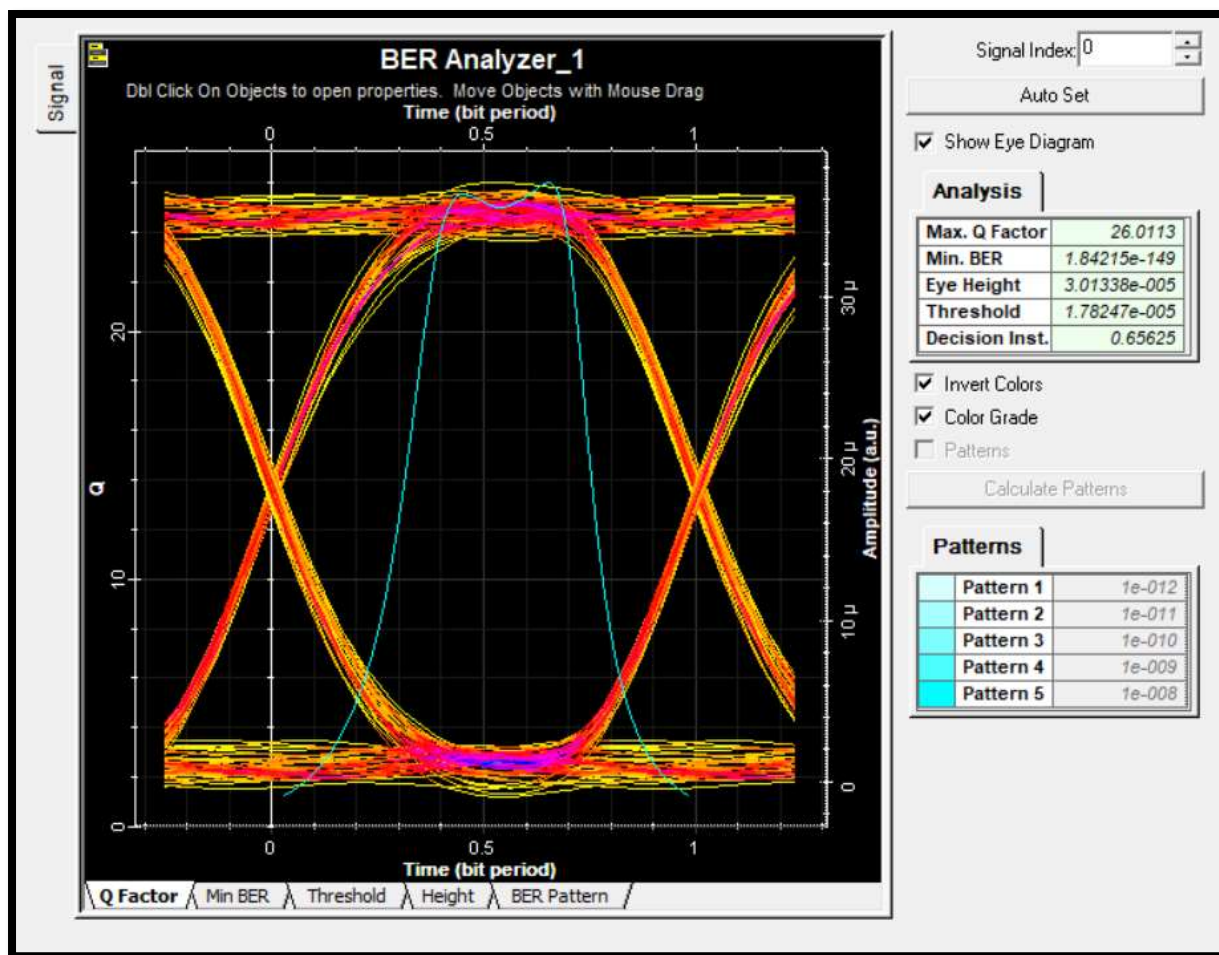 Signal
BER Analyzer_1
Dbl Click On Objects to open properties. Move Objects with Mouse Drag
Time (bit period)
0 0.5 1
Q
20
10
0
30 µ
20 µ
10 µ
0
Amplitude (a.u.)
0 0.5 1
Time (bit period)
Q Factor Min BER Threshold Height BER Pattern
Signal Index: 0
Auto Set
Show Eye Diagram
Analysis
Max. Q Factor 26.0113
Min. BER 1.84215e-149
Eye Height 3.01338e-005
Threshold 1.78247e-005
Decision Inst. 0.65625
Invert Colors
Color Grade
Patterns
Calculate Patterns
Patterns
Pattern 1 1e-012
Pattern 2 1e-011
Pattern 3 1e-010
Pattern 4 1e-009
Pattern 5 1e-008